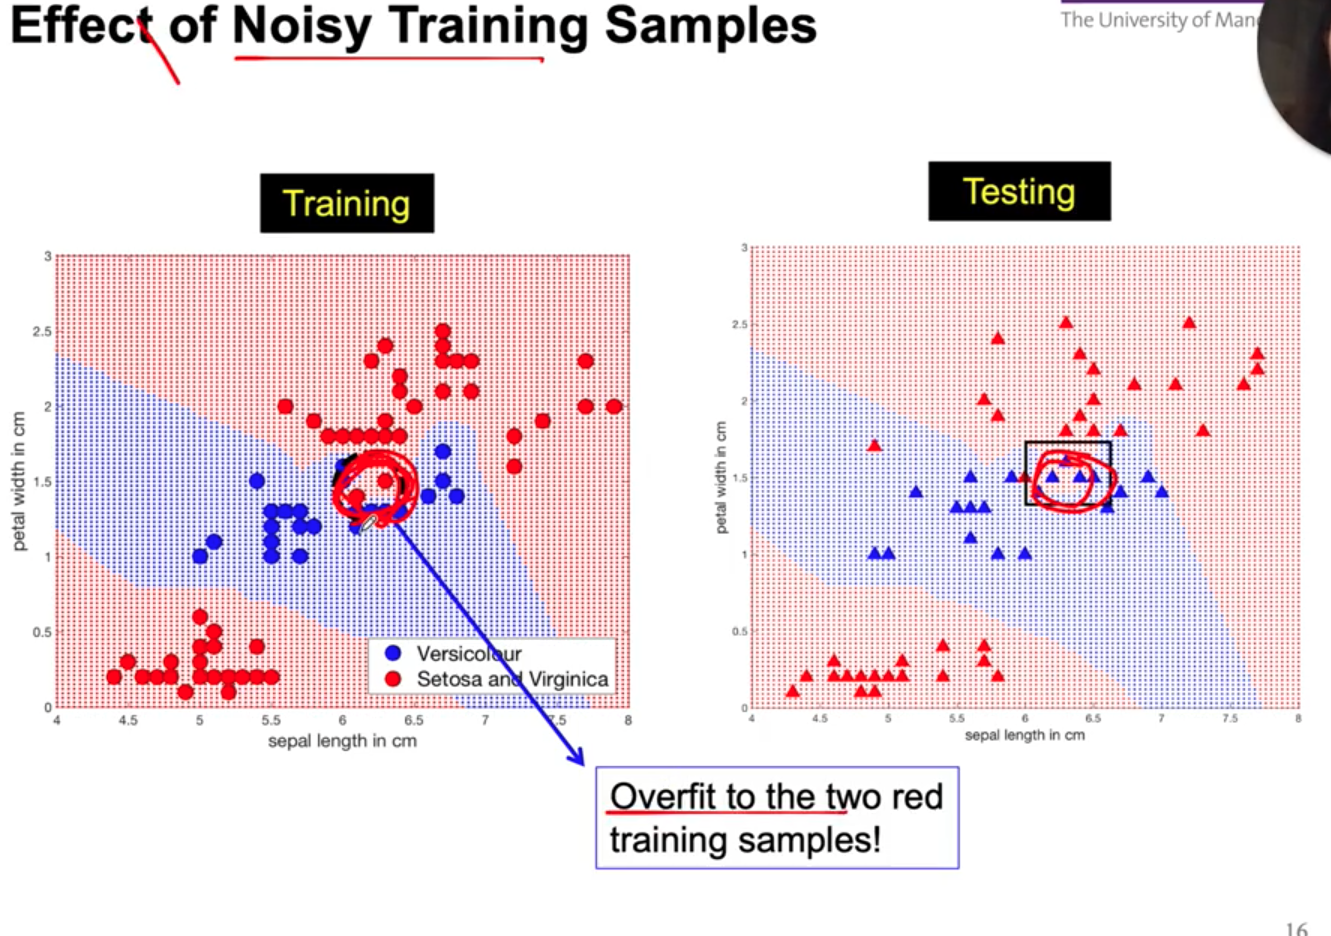 Effect of Noisy Training Samples
The University of Man
Training
Testing
3
2.5
2
1.5
1
0.5
0
4
4.5
5
5.5
6
6.5
7
7.5
8
petal width in cm
sepal length in cm
Versicolour
Setosa and Virginica
3
2.5
2
1.5
1
0.5
0
4
4.5
5
5.5
6
6.5
7
7.5
8
petal width in cm
sepal length in cm
Overfit to the two red
training samples!
16